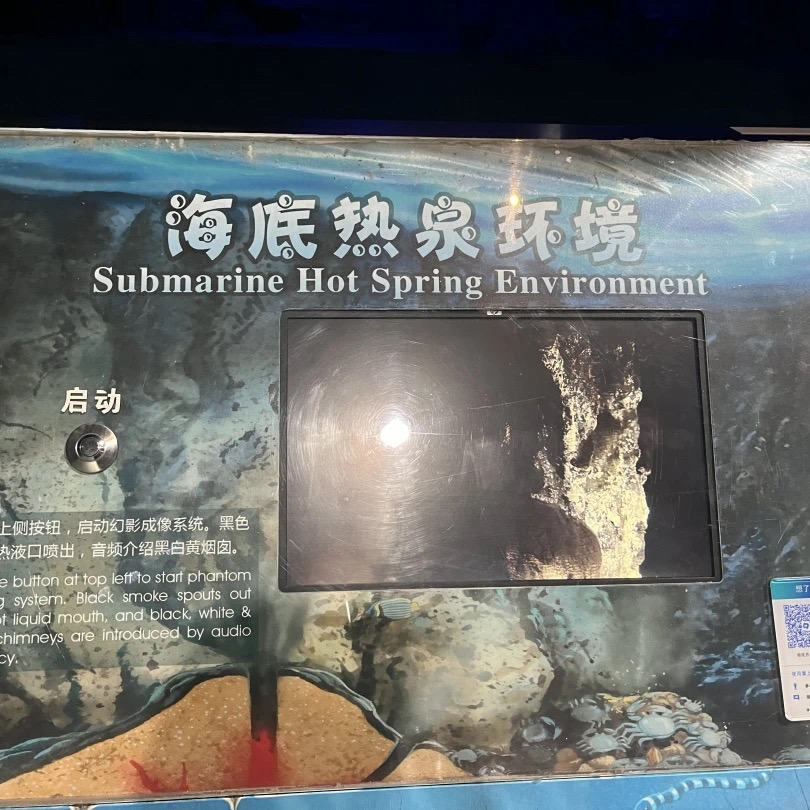 海底热泉环境
Submarine Hot Spring Environment
启动
上侧按钮，启动幻影成像系统。黑色
热液口喷出，音频介绍黑白黄烟囱。
button at top left to start phantom
system. Black smoke spouts out
liquid mouth, and black, white &
chimneys are introduced by audio
想了